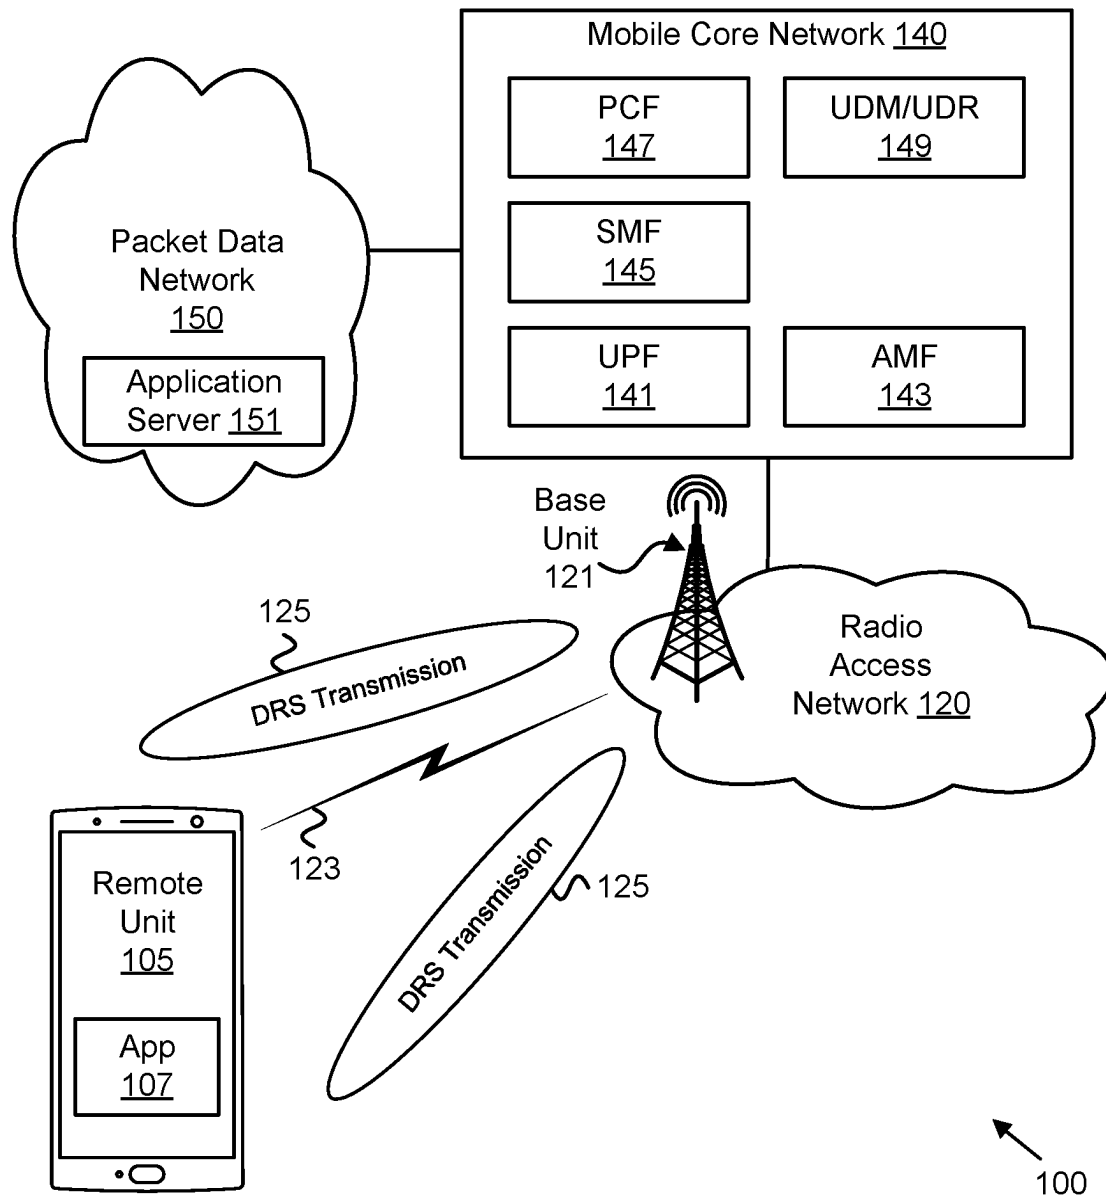 Mobile Core Network 140
PCF
147
UDM/UDR
149
SMF
145
UPF
141
AMF
143
Packet Data
Network
150
Application
Server 151
Base
Unit
121
Radio
Access
Network 120
125
DRS Transmission
123
DRS Transmission
125
Remote
Unit
105
App
107
100